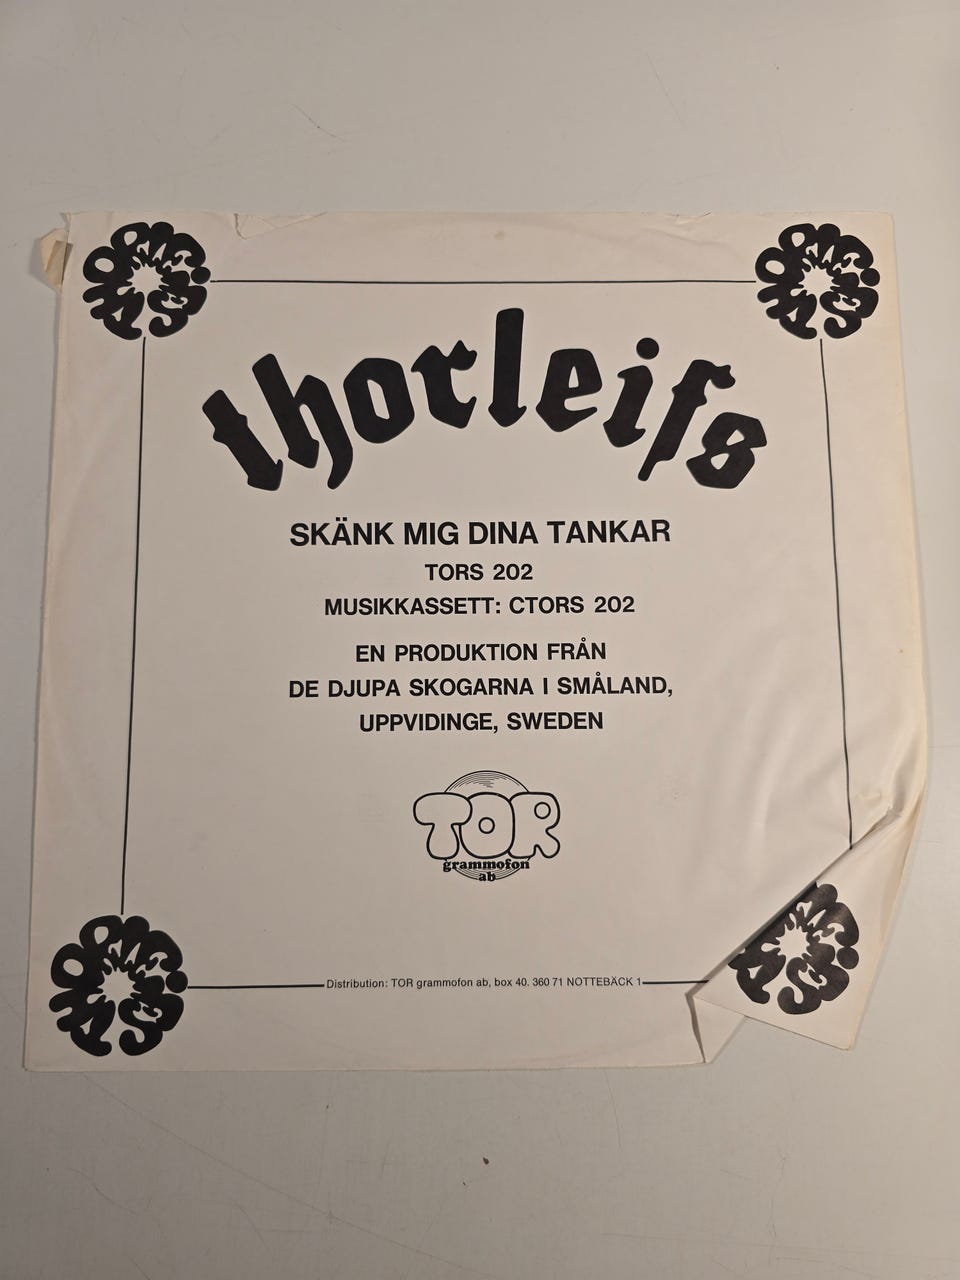 thorleifs
SKÄNK MIG DINA TANKAR
TORS 202
MUSIKKASSETT: CTORS 202
EN PRODUKTION FRÅN
DE DJUPA SKOGARNA I SMÅLAND,
UPPVIDINGE, SWEDEN
TOR
grammofon
ab
Distribution: TOR grammofon ab, box 40. 360 71 NOTTEBÄCK 1